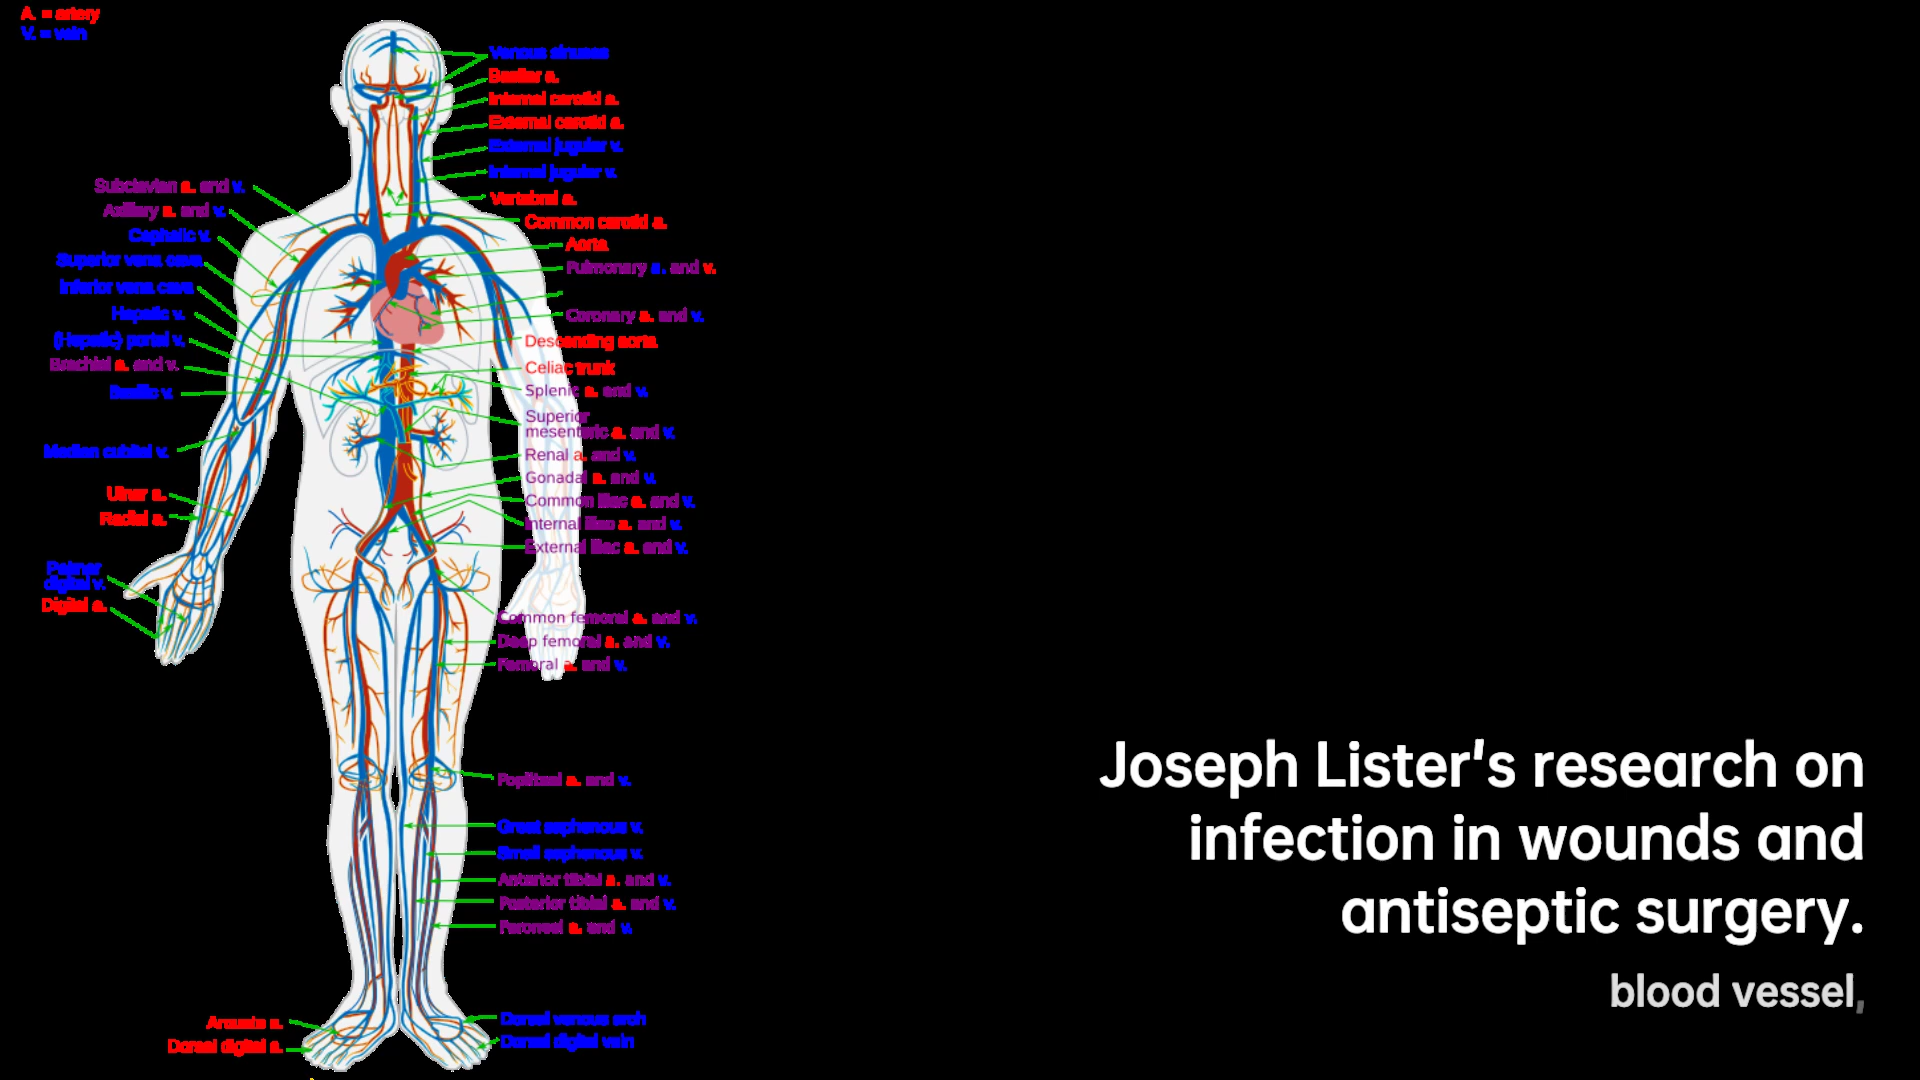 A. = artery
V. = vein
Venous sinuses
Basilar a.
Internal carotid a.
External carotid a.
External jugular v.
Internal jugular v.
Vertebral a.
Common carotid a.
Aorta
Pulmonary a. and v.
Coronary a. and v.
Descending aorta
Celiac trunk
Splenic a. and v.
Superior
mesenteric a. and v.
Renal a. and v.
Gonadal a. and v.
Common iliac a. and v.
Internal iliac a. and v.
External iliac a. and v.
Common femoral a. and v.
Deep femoral a. and v.
Femoral a. and v.
Popliteal a. and v.
Great saphenous v.
Small saphenous v.
Anterior tibial a. and v.
Posterior tibial a. and v.
Peroneal a. and v.
Dorsal venous arch
Dorsal digital vein
Subclavian a. and v.
Axillary a. and v.
Cephalic v.
Superior vena cava
Inferior vena cava
Hepatic v.
(Hepatic) portal v.
Brachial a. and v.
Basilic v.
Median cubital v.
Ulnar a.
Radial a.
Palmar
digital v.
Digital a.
Arcuate a.
Dorsal digital a.
Joseph Lister's research on
infection in wounds and
antiseptic surgery.
blood vessel,